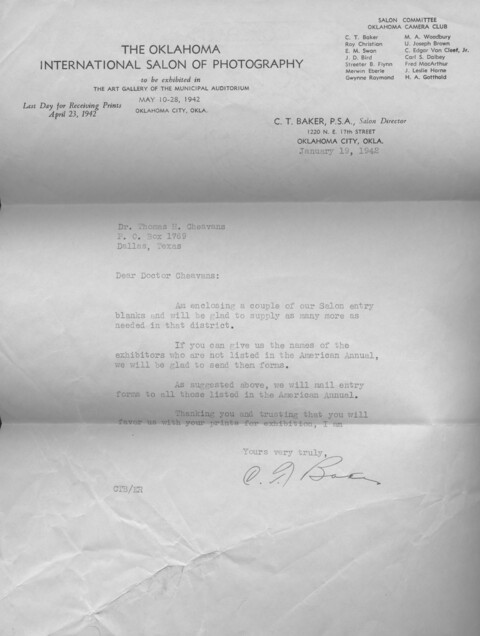 THE OKLAHOMA
INTERNATIONAL SALON OF PHOTOGRAPHY
to be exhibited in
THE ART GALLERY OF THE MUNICIPAL AUDITORIUM
MAY 10-28, 1942
OKLAHOMA CITY, OKLA.
Last Day for Receiving Prints
April 23, 1942
SALON COMMITTEE
OKLAHOMA CAMERA CLUB
C. T. Baker
Ray Christian
E. M. Swan
J. D. Bird
Streeter B. Flynn
Merwin Eberle
Gwynne Raymond
M. A. Woodbury
U. Joseph Brown
C. Edgar Van Cleef, Jr.
Carl S. Dalbey
Fred MacArthur
J. Leslie Horne
H. A. Gotthold
C. T. BAKER, P.S.A., Salon Director
1220 N. E. 17th STREET
OKLAHOMA CITY, OKLA.
January 19, 1942
Dr. Thomas H. Cheavans
P. O. Box 1789
Dallas, Texas
Dear Doctor Cheavans:
Am enclosing a couple of our Salon entry
blanks and will be glad to supply as many more as
needed in that district.
If you can give us the names of the
exhibitors who are not listed in the American Annual,
we will be glad to send them forms.
As suggested above, we will mail entry
forms to all those listed in the American Annual.
Thanking you and trusting that you will
favor us with your prints for exhibition, I am
Yours very truly,
C. T. Baker
CTB/ER